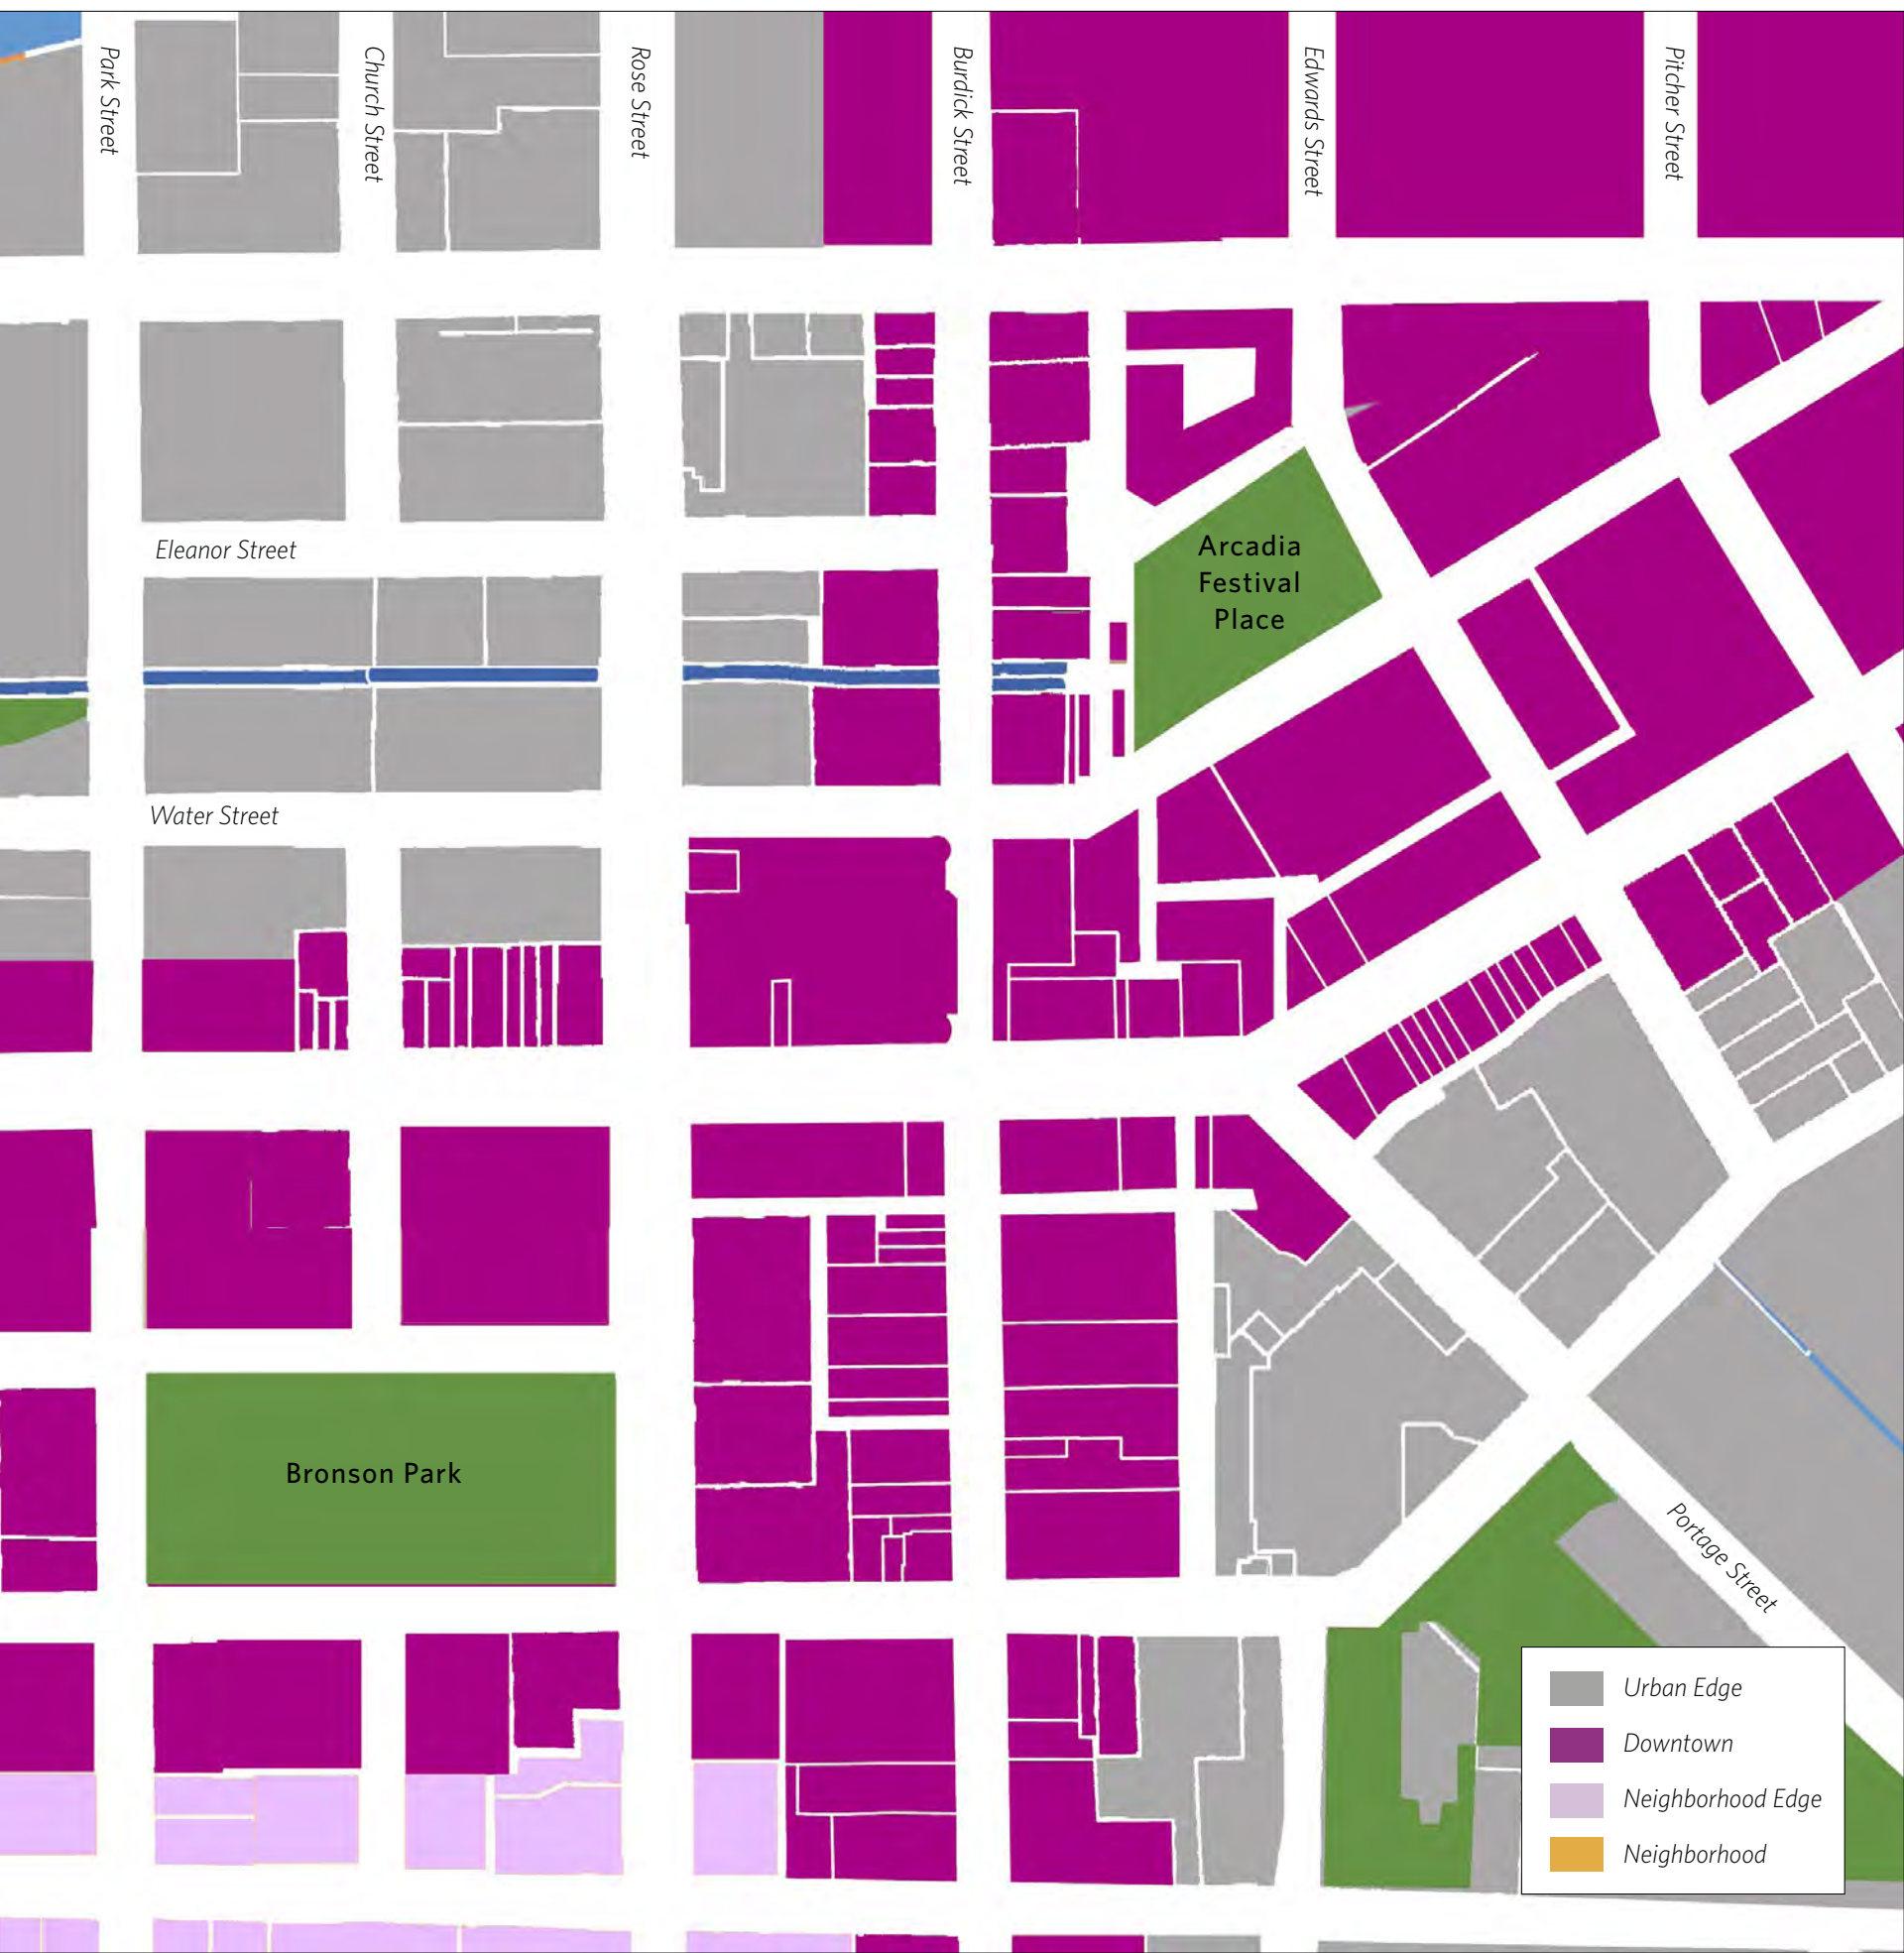 Park Street
Church Street
Rose Street
Burdick Street
Edwards Street
Pitcher Street
Eleanor Street
Arcadia
Festival
Place
Water Street
Bronson Park
Portage Street
Urban Edge
Downtown
Neighborhood Edge
Neighborhood